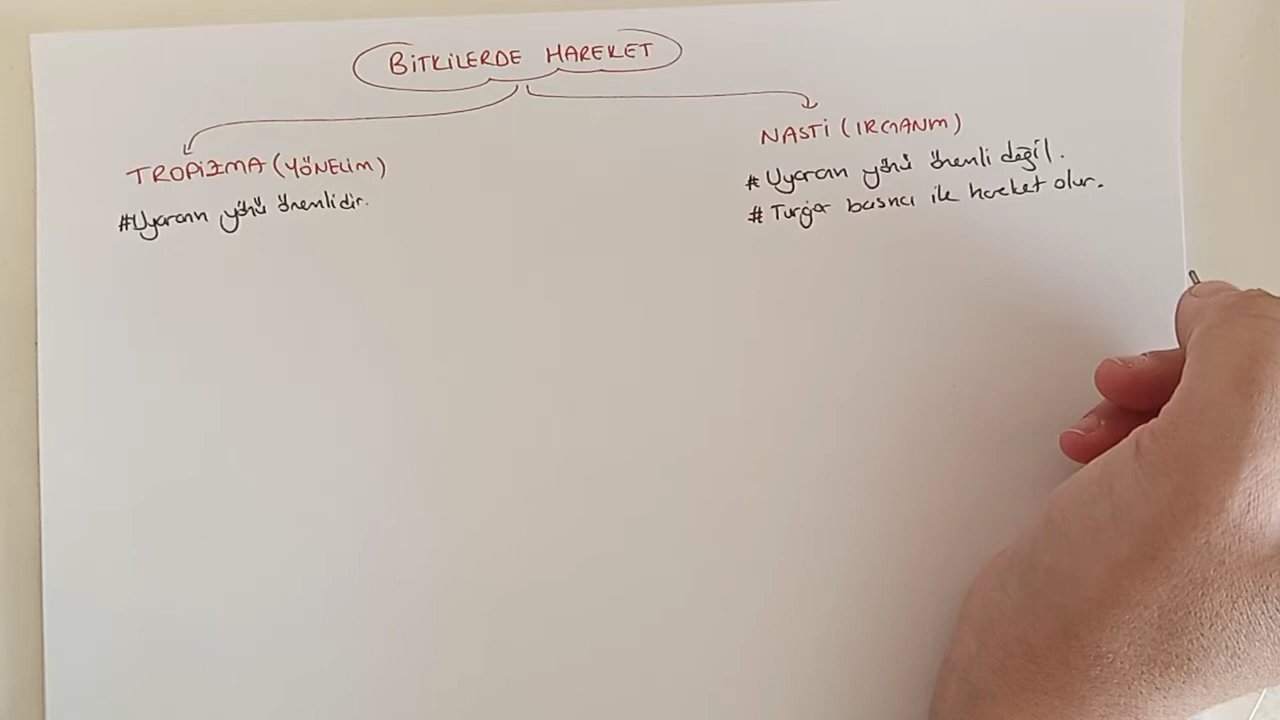 BİTKİLERDE HAREKET
TROPİZMA (YÖNELİM)
#Uyaranın yönü önemlidir.
NASTİ (IRGANIM)
# Uyaran yönü önemli değil.
# Turgor basıncı ile hareket olur.